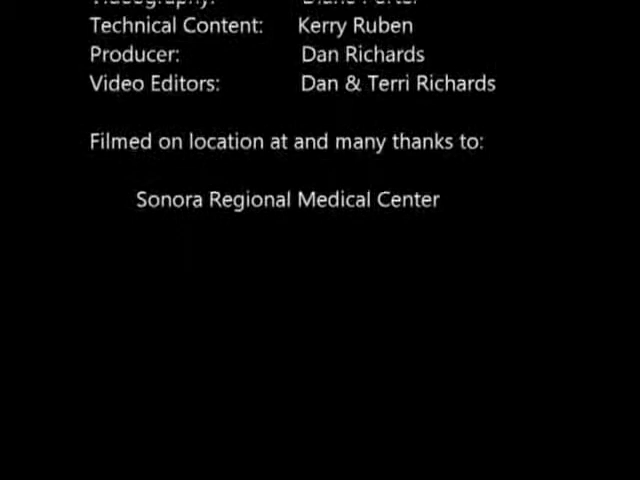 Technical Content: Kerry Ruben
Producer: Dan Richards
Video Editors: Dan & Terri Richards
Filmed on location at and many thanks to:
Sonora Regional Medical Center